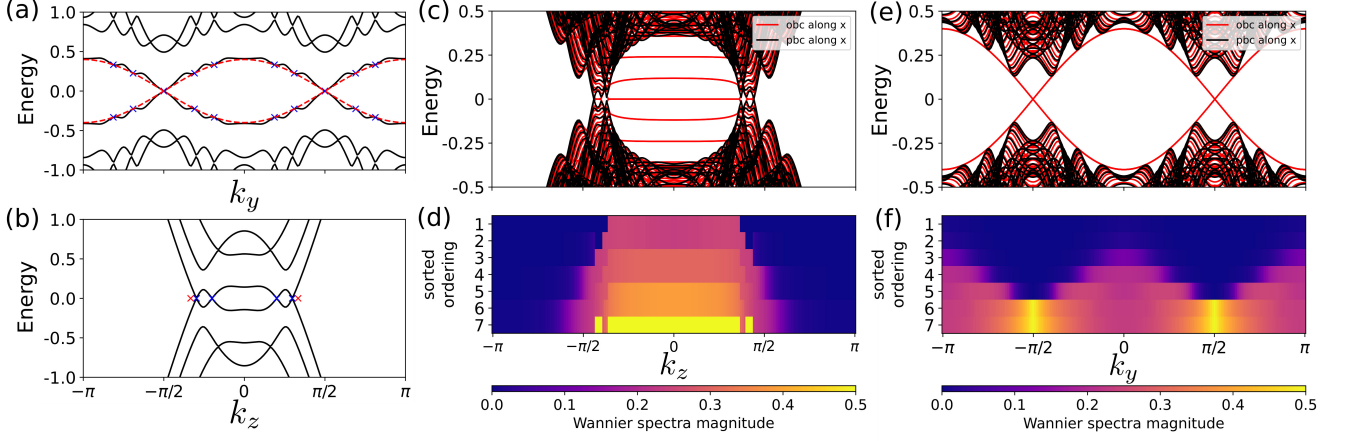 (a)
1.0
0.5
0.0
-0.5
-1.0
Energy
k_y
(b)
1.0
0.5
0.0
-0.5
-1.0
Energy
−π
−π/2
0
π/2
π
k_z
(c)
0.5
0.25
0
-0.25
-0.5
Energy
obc along x
pbc along x
(d)
1
2
3
4
5
6
7
sorted
ordering
−π
−π/2
0
π/2
π
k_z
0.0
0.1
0.2
0.3
0.4
0.5
Wannier spectra magnitude
(e)
0.5
0.25
0
-0.25
-0.5
Energy
obc along x
pbc along x
(f)
1
2
3
4
5
6
7
sorted
ordering
−π
−π/2
0
π/2
π
k_y
0.0
0.1
0.2
0.3
0.4
0.5
Wannier spectra magnitude